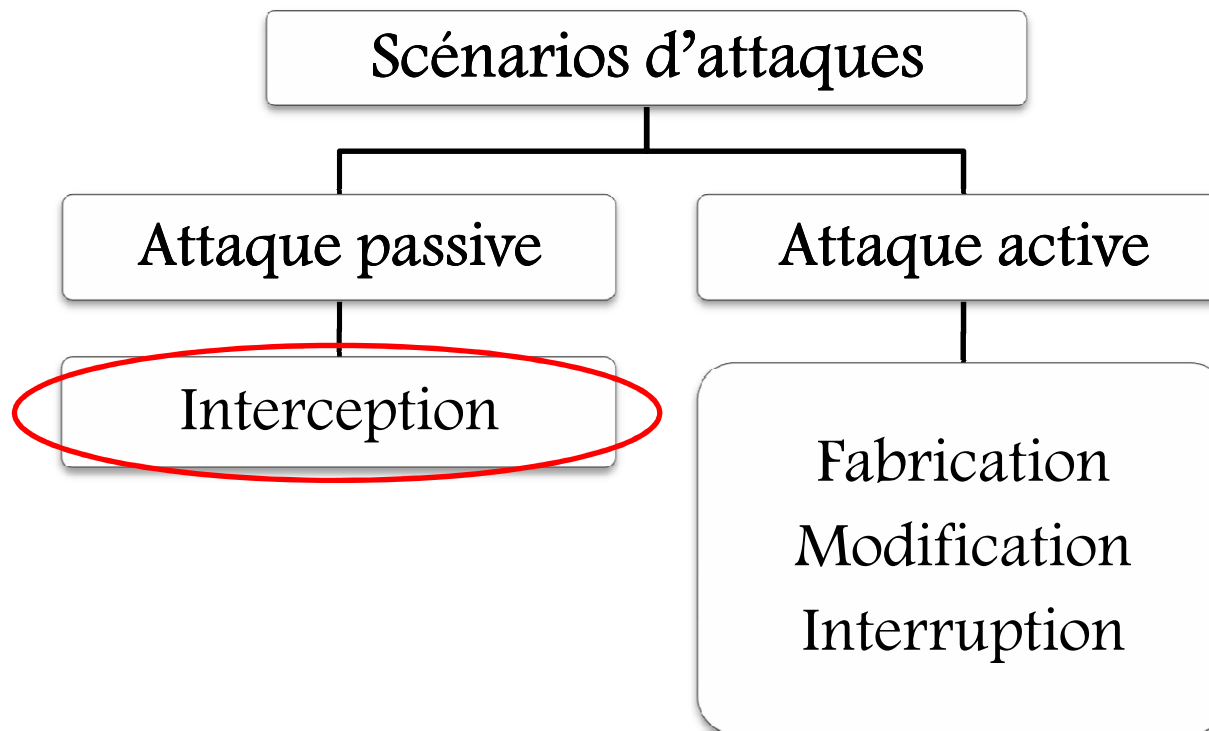 Scénarios d’attaques
Attaque passive
Attaque active
Interception
Fabrication
Modification
Interruption